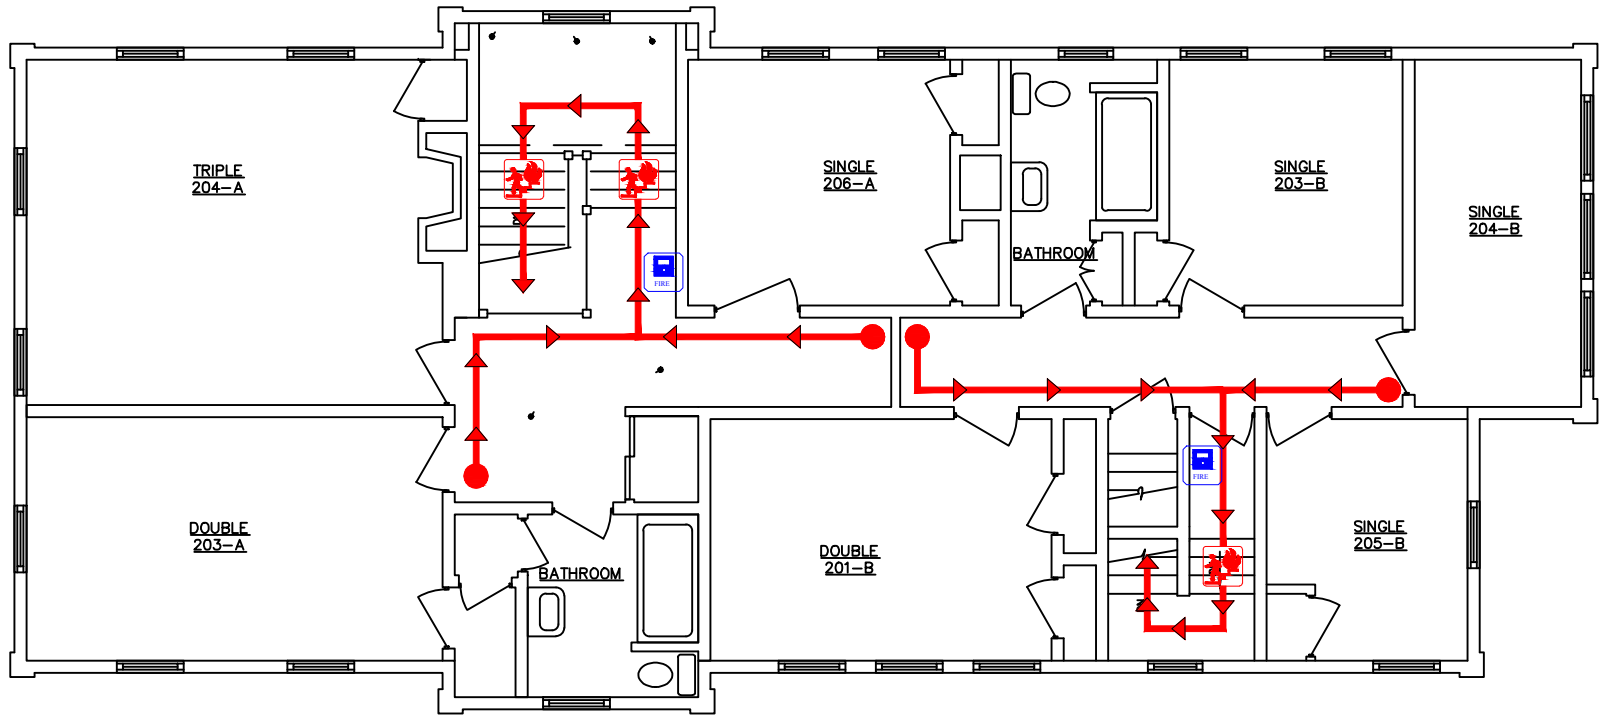 TRIPLE
204-A
SINGLE
206-A
SINGLE
203-B
SINGLE
204-B
BATHROOM
FIRE
DOUBLE
203-A
BATHROOM
DOUBLE
201-B
FIRE
SINGLE
205-B